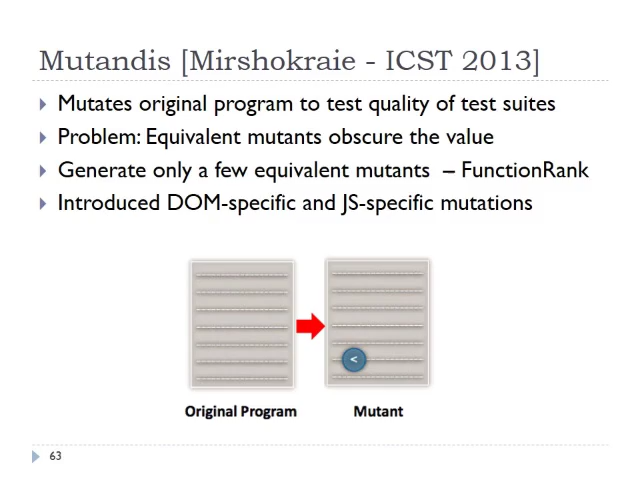 Mutandis [Mirshokraie - ICST 2013]
Mutates original program to test quality of test suites
Problem: Equivalent mutants obscure the value
Generate only a few equivalent mutants – FunctionRank
Introduced DOM-specific and JS-specific mutations
<
Original Program
Mutant
63